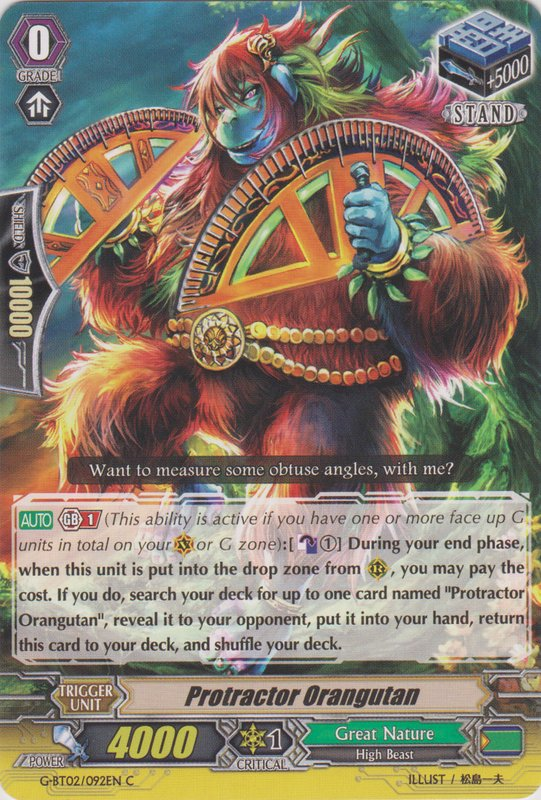 0
GRADE
+5000
STAND
SHIELD
10000
Want to measure some obtuse angles, with me?
AUTO GB 1 (This ability is active if you have one or more face up G
units in total on your V or G zone):[ ①] During your end phase,
when this unit is put into the drop zone from R, you may pay the
cost. If you do, search your deck for up to one card named "Protractor
Orangutan", reveal it to your opponent, put it into your hand, return
this card to your deck, and shuffle your deck.
TRIGGER
UNIT
Protractor Orangutan
POWER
4000
1
CRITICAL
Great Nature
High Beast
G-BT02/092EN C
ILLUST / 松島一夫